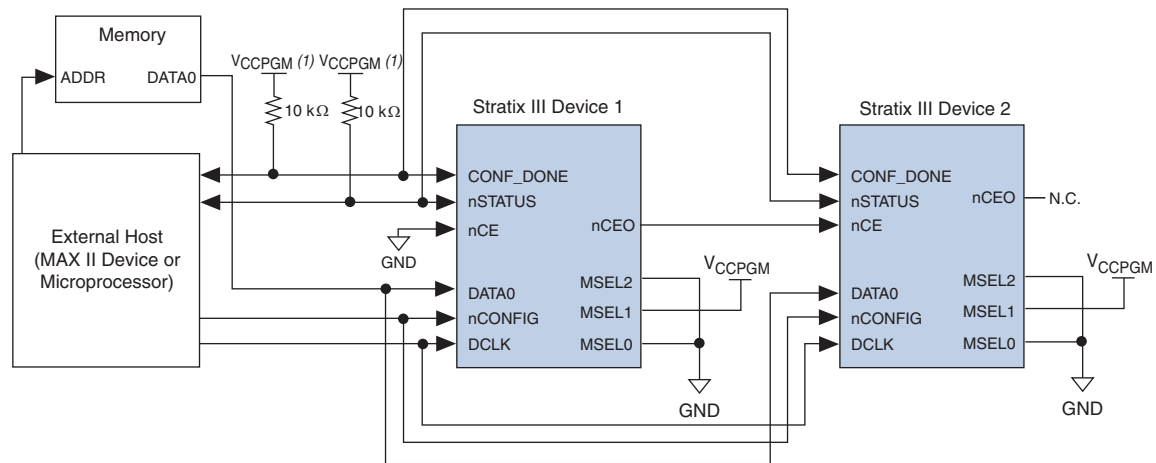 Memory
ADDR DATA0
VCCPGM (1) VCCPGM (1)
10 kΩ 10 kΩ
External Host
(MAX II Device or
Microprocessor)
GND
Stratix III Device 1
CONF_DONE
nSTATUS
nCE nCEO
MSEL2
DATA0
MSEL1
nCONFIG
DCLK MSEL0
VCCPGM
GND
Stratix III Device 2
CONF_DONE
nSTATUS nCEO N.C.
nCE
MSEL2
DATA0
MSEL1
nCONFIG
DCLK MSEL0
VCCPGM
GND